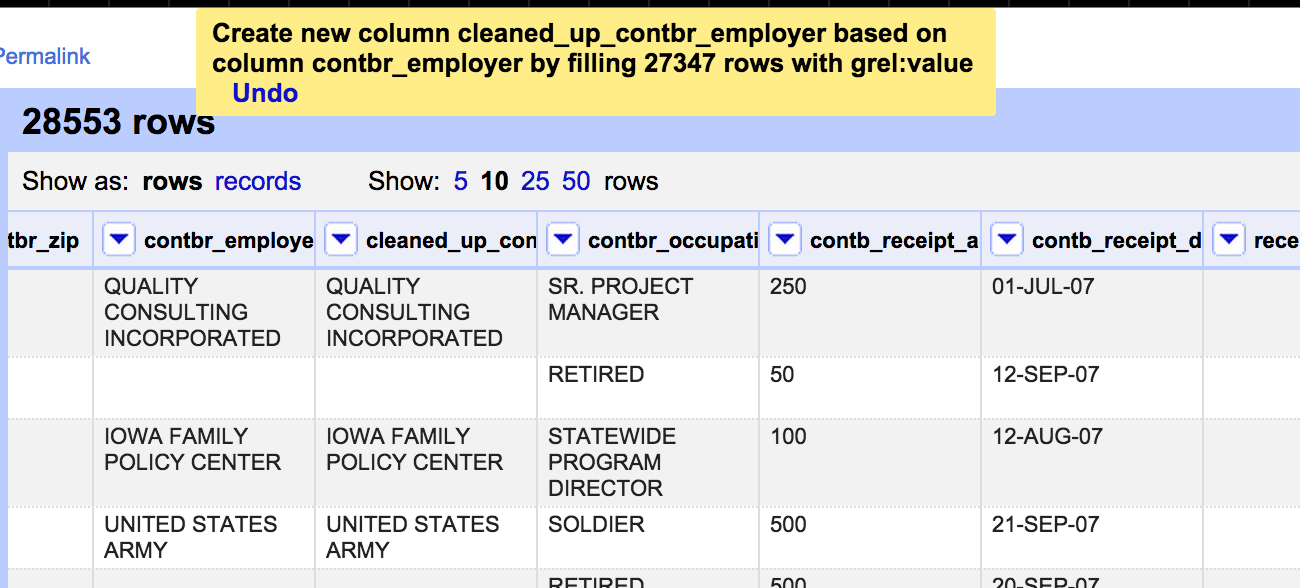 Permalink
Create new column cleaned_up_contbr_employer based on
column contbr_employer by filling 27347 rows with grel:value
Undo
28553 rows
Show as: rows records Show: 5 10 25 50 rows
tbr_zip contbr_employe cleaned_up_con contbr_occupati contb_receipt_a contb_receipt_d rece
QUALITY QUALITY SR. PROJECT 250 01-JUL-07
CONSULTING CONSULTING MANAGER
INCORPORATED INCORPORATED
RETIRED 50 12-SEP-07
IOWA FAMILY IOWA FAMILY STATEWIDE 100 12-AUG-07
POLICY CENTER POLICY CENTER PROGRAM
DIRECTOR
UNITED STATES UNITED STATES SOLDIER 500 21-SEP-07
ARMY ARMY
RETIRED 500 20-SEP-07